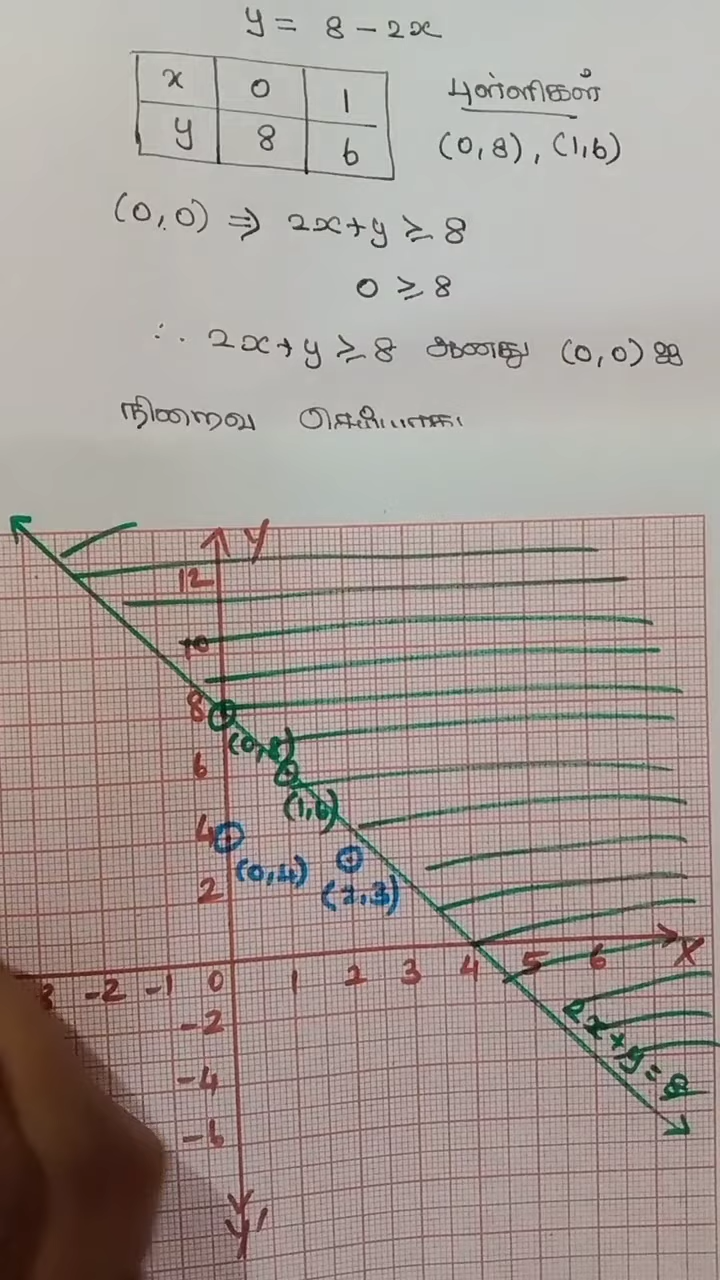 y = 8 - 2x
x 0 1
y 8 6
புள்ளிகள்
(0,8), (1,6)
(0,0) ⇒ 2x+y ≥ 8
0 ≥ 8
∴ 2x+y ≥ 8 ஆனது (0,0) ஐ
நிறைவு செய்யாது
Y
12
10
8
(0,8)
6
(1,6)
4
(0,4)
2
(2,3)
-3 -2 -1 0 1 2 3 4 5 6 X
-2
-4
-6
Y'
2x+y=8